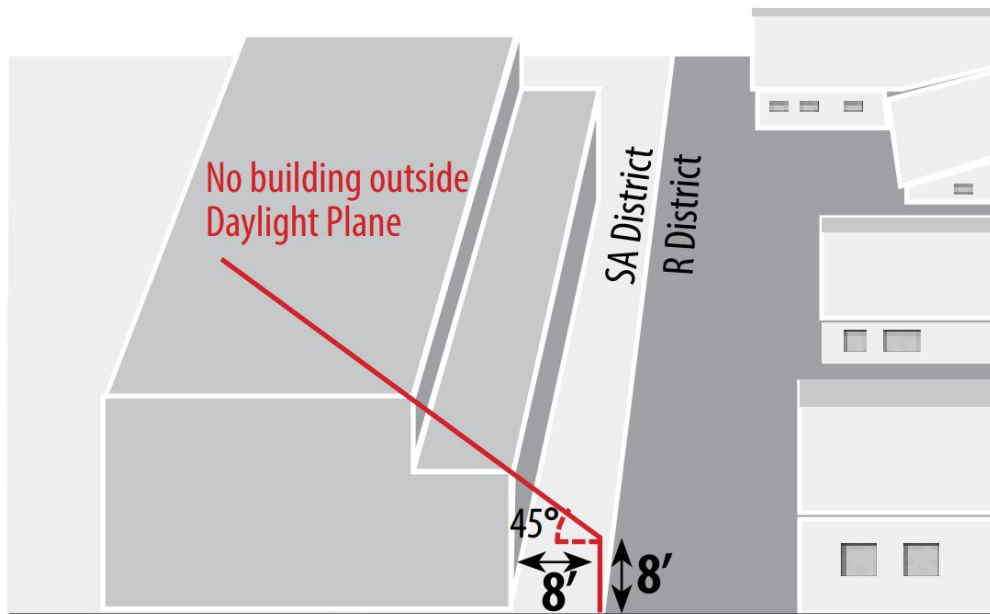 No building outside
Daylight Plane
SA District
R District
45°
8′
8′